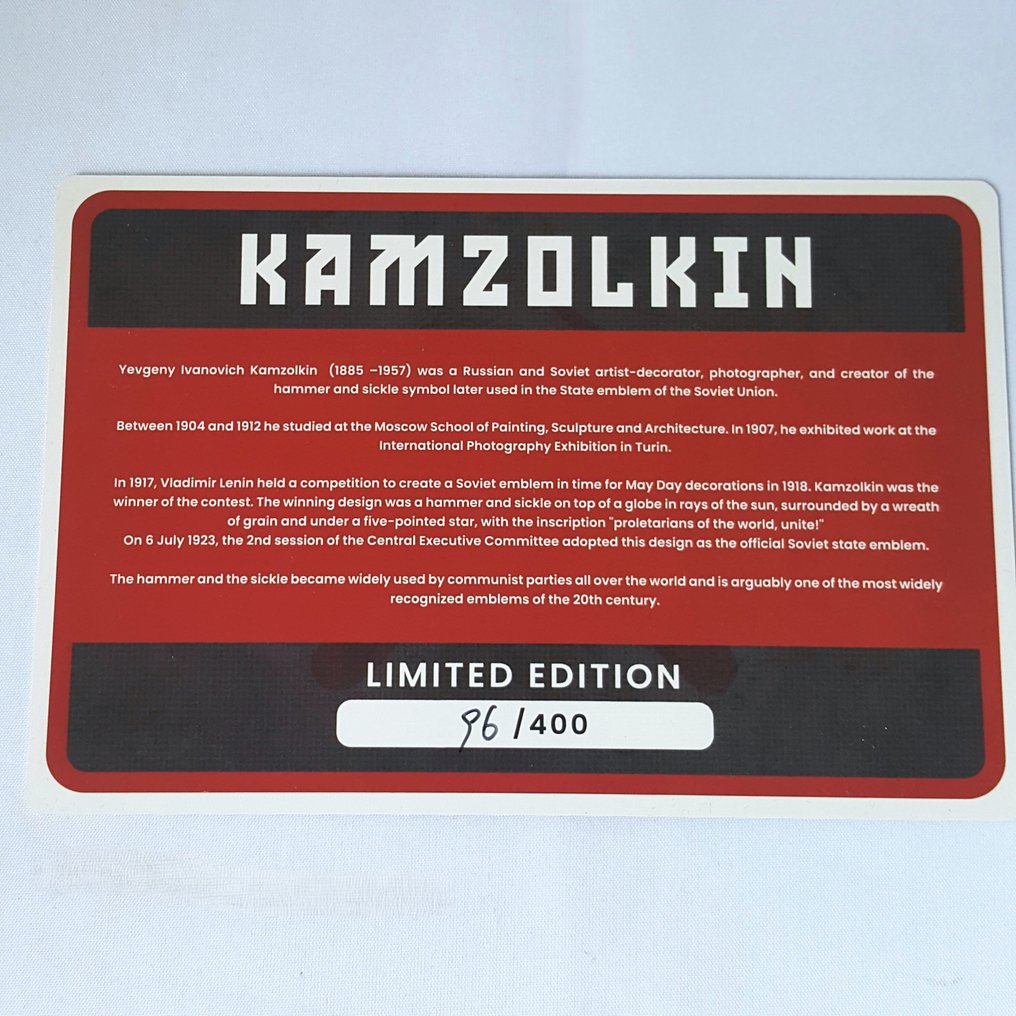 KAMZOLKIN
Yevgeny Ivanovich Kamzolkin (1885 –1957) was a Russian and Soviet artist-decorator, photographer, and creator of the
hammer and sickle symbol later used in the State emblem of the Soviet Union.
Between 1904 and 1912 he studied at the Moscow School of Painting, Sculpture and Architecture. In 1907, he exhibited work at the
International Photography Exhibition in Turin.
In 1917, Vladimir Lenin held a competition to create a Soviet emblem in time for May Day decorations in 1918. Kamzolkin was the
winner of the contest. The winning design was a hammer and sickle on top of a globe in rays of the sun, surrounded by a wreath
of grain and under a five-pointed star, with the inscription "proletarians of the world, unite!"
On 6 July 1923, the 2nd session of the Central Executive Committee adopted this design as the official Soviet state emblem.
The hammer and the sickle became widely used by communist parties all over the world and is arguably one of the most widely
recognized emblems of the 20th century.
LIMITED EDITION
96 /400